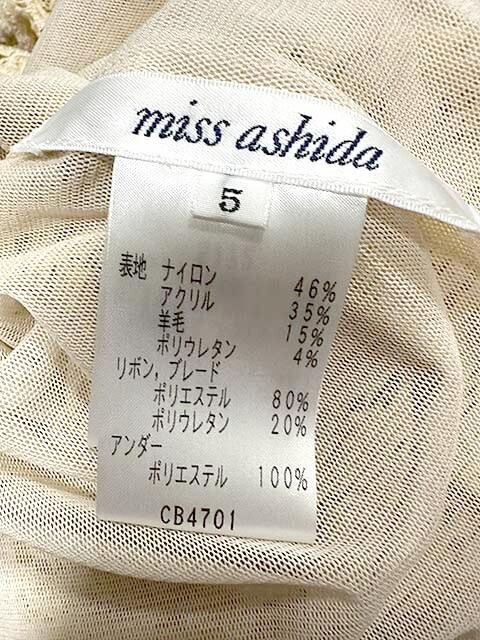 miss ashida
5
表地 ナイロン 46%
アクリル 35%
羊毛 15%
ポリウレタン 4%
リボン,ブレード
ポリエステル 80%
ポリウレタン 20%
アンダー
ポリエステル 100%
CB4701